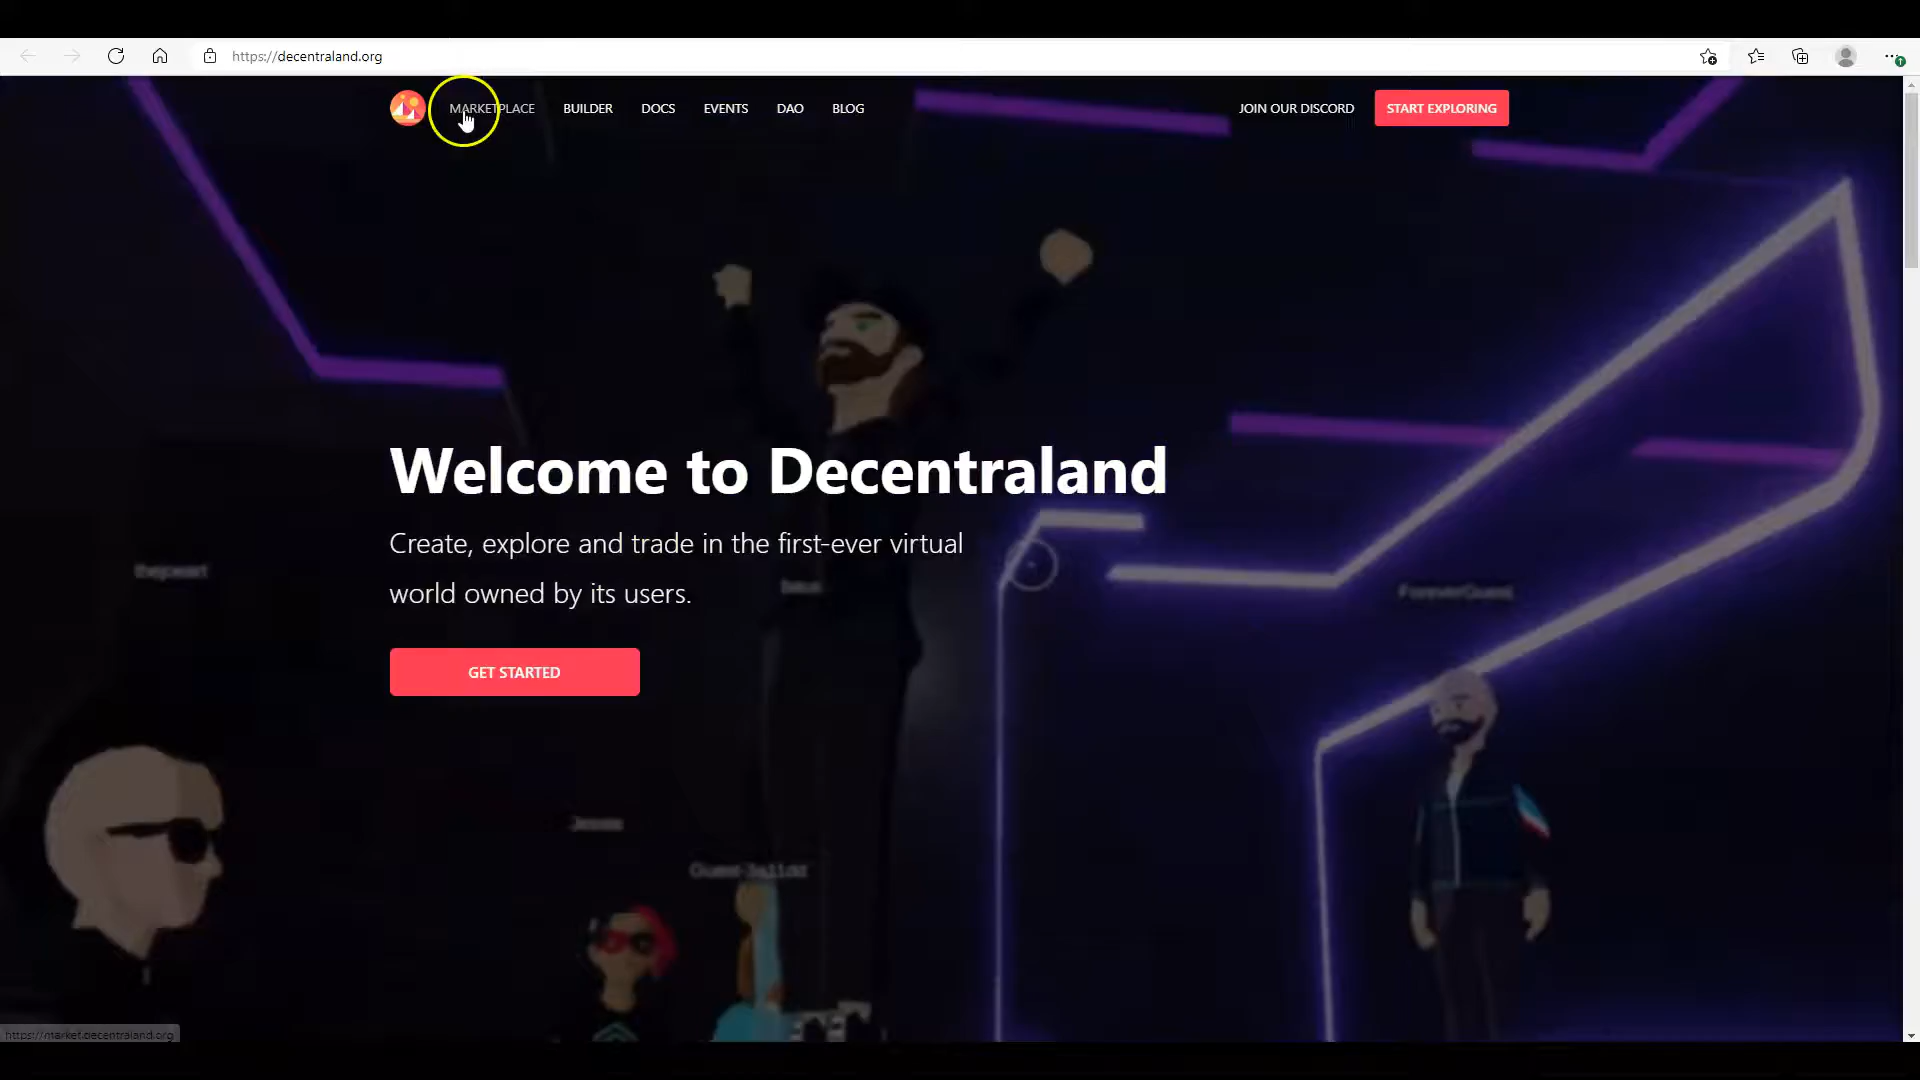 https://decentraland.org
MARKETPLACE BUILDER DOCS EVENTS DAO BLOG JOIN OUR DISCORD START EXPLORING
Welcome to Decentraland
Create, explore and trade in the first-ever virtual
world owned by its users.
GET STARTED
ForeverGuest
https://market.decentraland.org